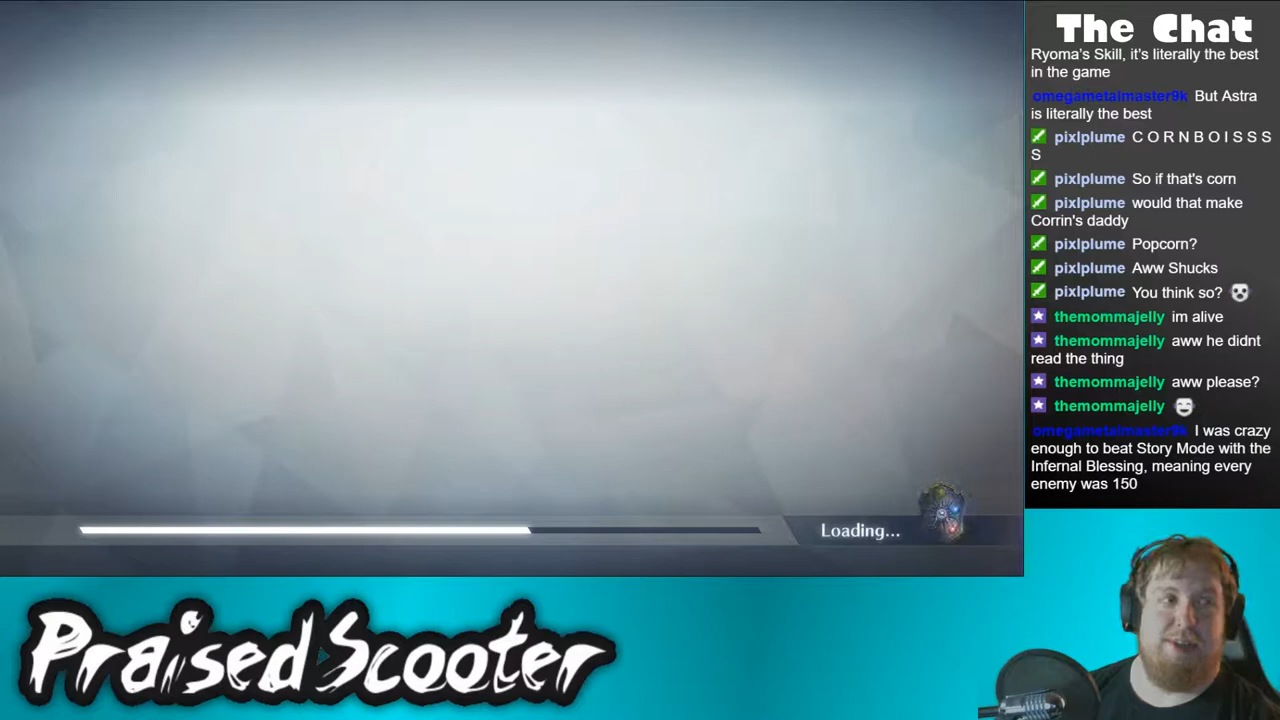 The Chat
Ryoma's Skill, it's literally the best
in the game
omegametalmaster9k But Astra
is literally the best
pixlplume C O R N B O I S S S
S
pixlplume So if that's corn
pixlplume would that make
Corrin's daddy
pixlplume Popcorn?
pixlplume Aww Shucks
pixlplume You think so?
themommajelly im alive
themommajelly aww he didnt
read the thing
themommajelly aww please?
themommajelly
omegametalmaster9k I was crazy
enough to beat Story Mode with the
Infernal Blessing, meaning every
enemy was 150
Loading...
PraisedScooter